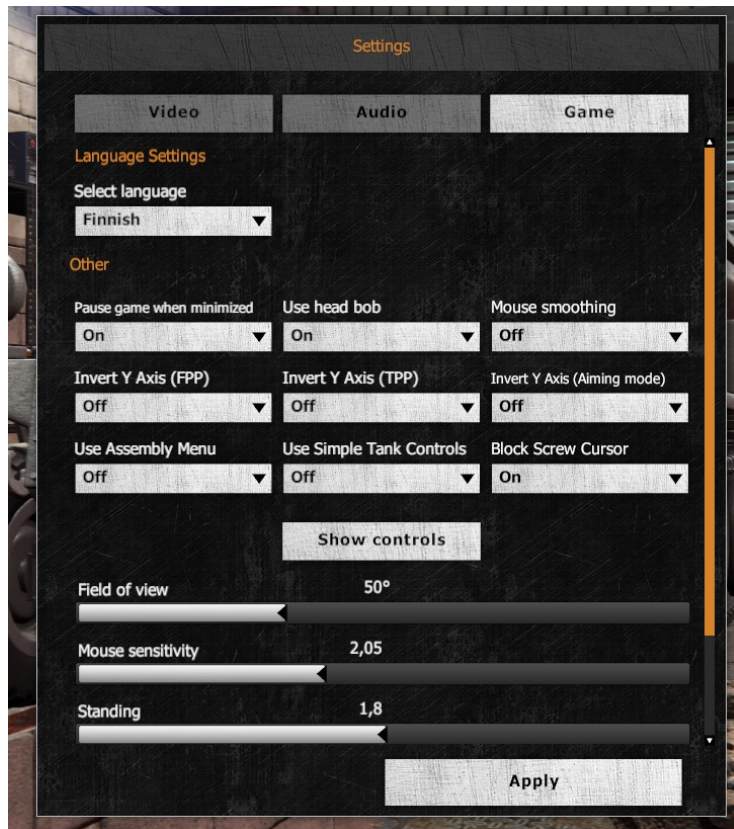 Settings
Video Audio Game
Language Settings
Select language
Finnish
Other
Pause game when minimized Use head bob Mouse smoothing
On On Off
Invert Y Axis (FPP) Invert Y Axis (TPP) Invert Y Axis (Aiming mode)
Off Off Off
Use Assembly Menu Use Simple Tank Controls Block Screw Cursor
Off Off On
Show controls
Field of view 50°
Mouse sensitivity 2,05
Standing 1,8
Apply